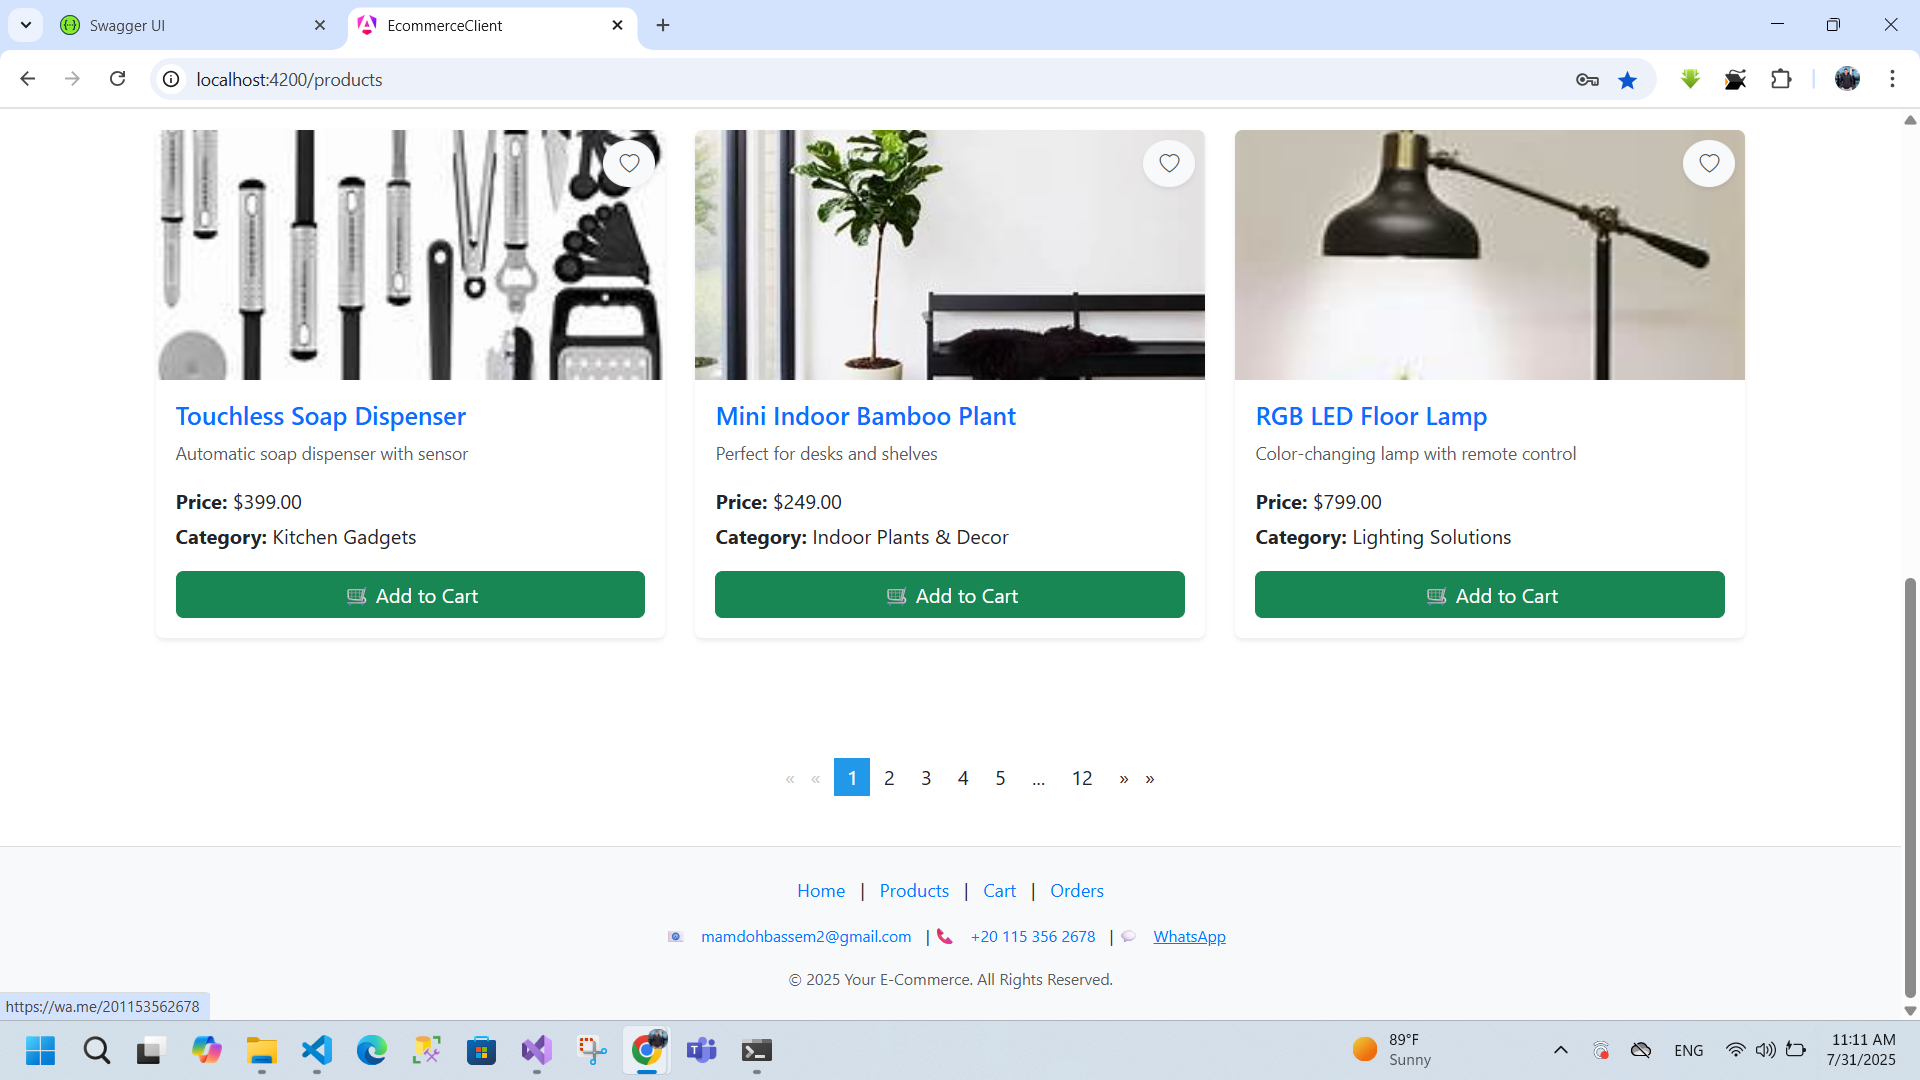 Swagger UI
EcommerceClient
localhost:4200/products
Touchless Soap Dispenser
Automatic soap dispenser with sensor
Price: $399.00
Category: Kitchen Gadgets
Add to Cart
Mini Indoor Bamboo Plant
Perfect for desks and shelves
Price: $249.00
Category: Indoor Plants & Decor
Add to Cart
RGB LED Floor Lamp
Color-changing lamp with remote control
Price: $799.00
Category: Lighting Solutions
Add to Cart
« « 1 2 3 4 5 ... 12 » »
Home | Products | Cart | Orders
mamdohbassem2@gmail.com | +20 115 356 2678 | WhatsApp
© 2025 Your E-Commerce. All Rights Reserved.
https://wa.me/201153562678
89°F
Sunny
ENG
11:11 AM
7/31/2025